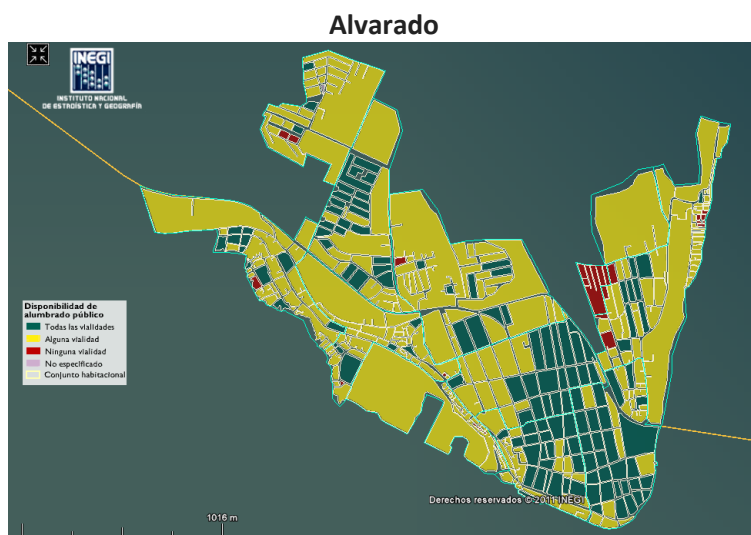 Alvarado
INEGI
INSTITUTO NACIONAL
DE ESTADÍSTICA Y GEOGRAFÍA
Disponibilidad de
alumbrado público
Todas las vialidades
Alguna vialidad
Ninguna vialidad
No especificado
Conjunto habitacional
Derechos reservados © 2011 INEGI
1016 m